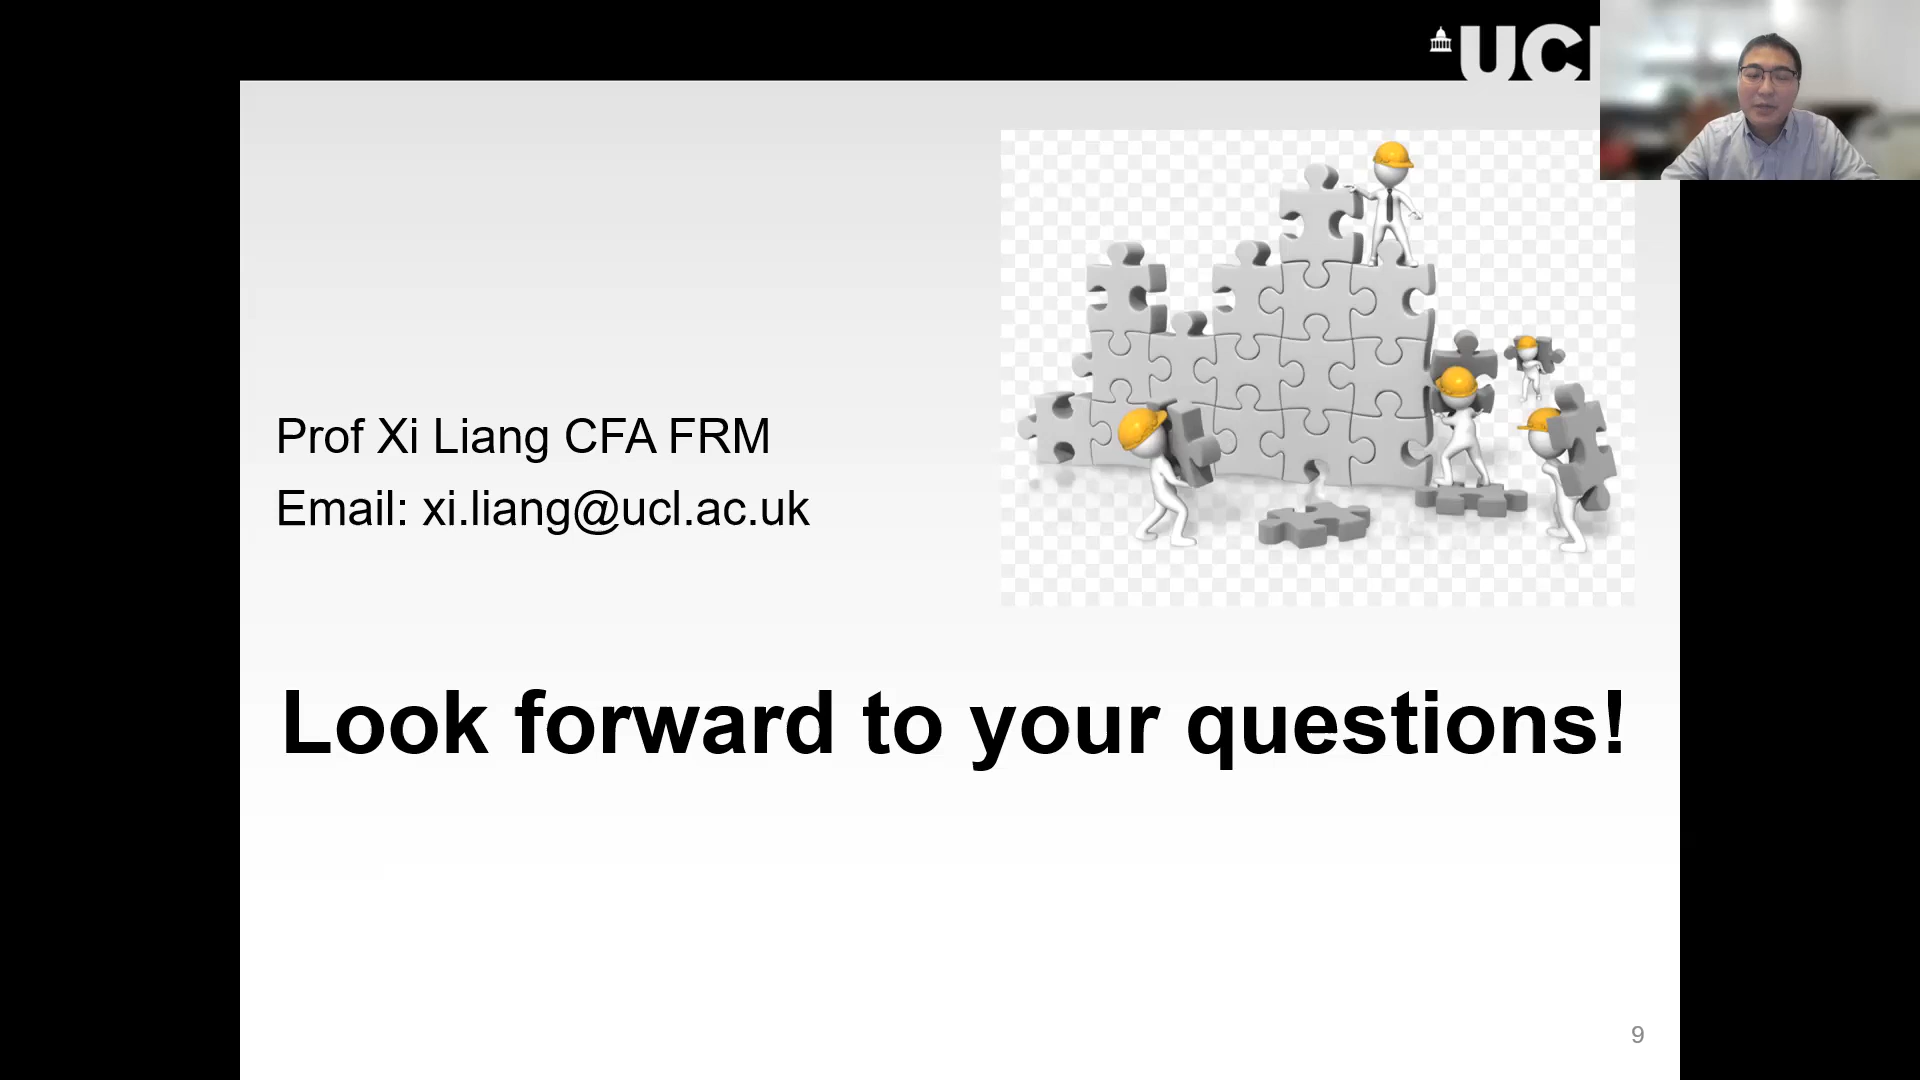 UCL
Prof Xi Liang CFA FRM
Email: xi.liang@ucl.ac.uk
Look forward to your questions!
9